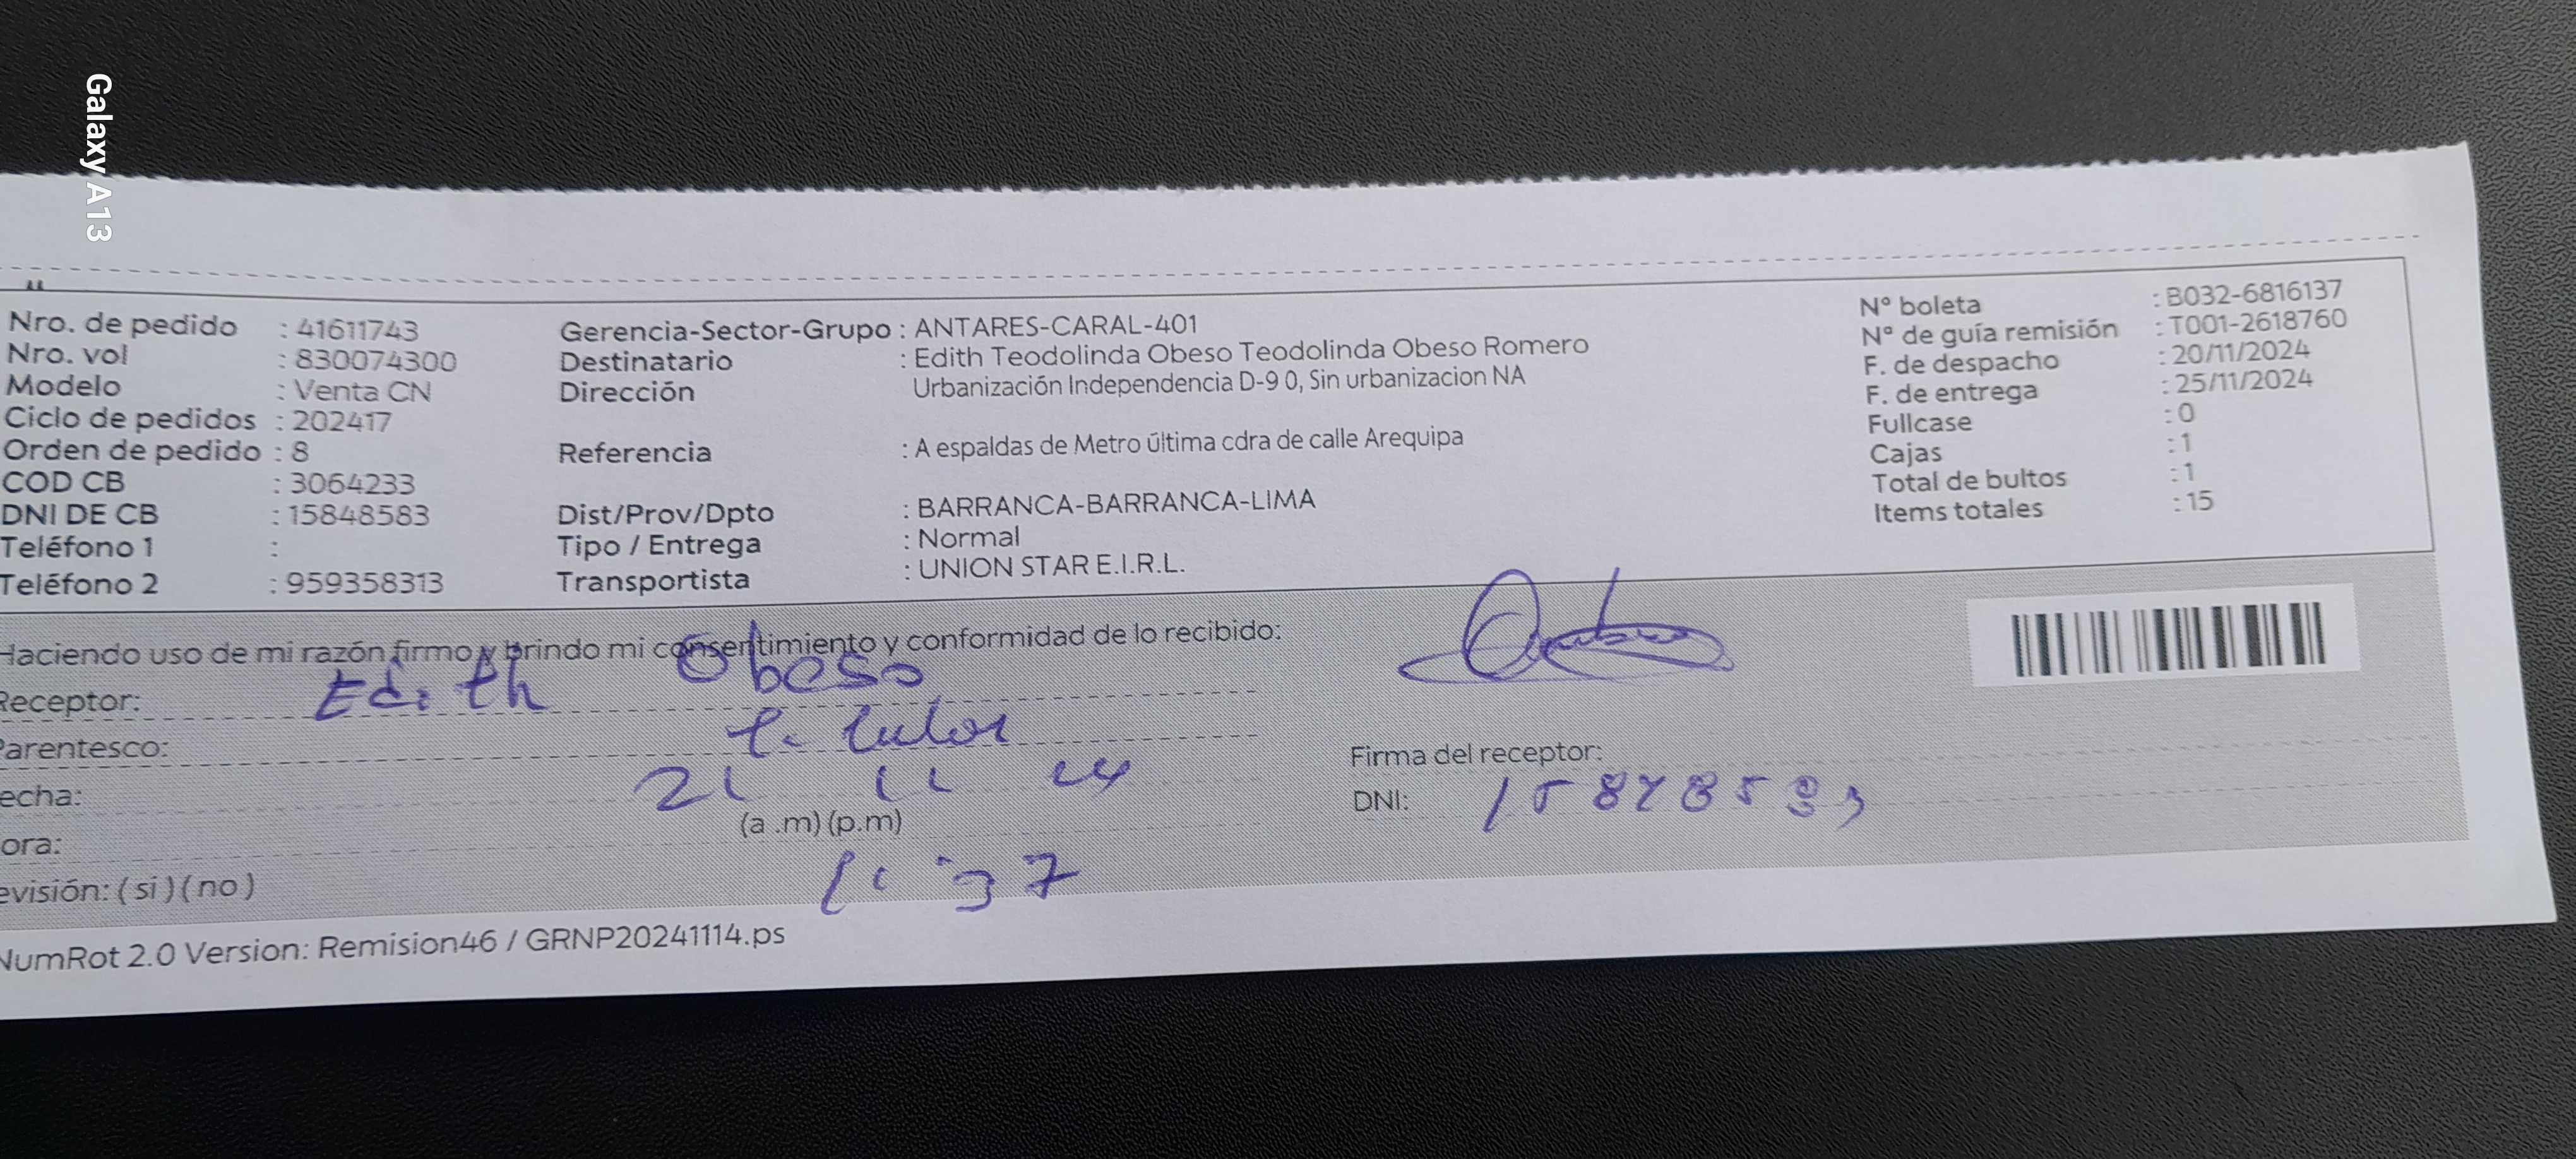 Galaxy A13
Nro. de pedido : 41611743
Nro. vol : 830074300
Modelo : Venta CN
Ciclo de pedidos : 202417
Orden de pedido : 8
COD CB : 3064233
DNI DE CB : 15848583
Teléfono 1 :
Teléfono 2 : 959358313
Gerencia-Sector-Grupo : ANTARES-CARAL-401
Destinatario : Edith Teodolinda Obeso Teodolinda Obeso Romero
Dirección Urbanización Independencia D-9 0, Sin urbanizacion NA
Referencia : A espaldas de Metro última cdra de calle Arequipa
Dist/Prov/Dpto : BARRANCA-BARRANCA-LIMA
Tipo / Entrega : Normal
Transportista : UNION STAR E.I.R.L.
N° boleta : B032-6816137
N° de guía remisión : T001-2618760
F. de despacho : 20/11/2024
F. de entrega : 25/11/2024
Fullcase : 0
Cajas : 1
Total de bultos : 1
Items totales : 15
Haciendo uso de mi razón firmo y brindo mi consentimiento y conformidad de lo recibido:
Receptor: Edith Obeso
Parentesco: titular
echa: 21 11 24
ora: (a .m) (p.m)
evisión: ( si ) ( no )
Firma del receptor:
DNI:
NumRot 2.0 Version: Remision46 / GRNP20241114.ps